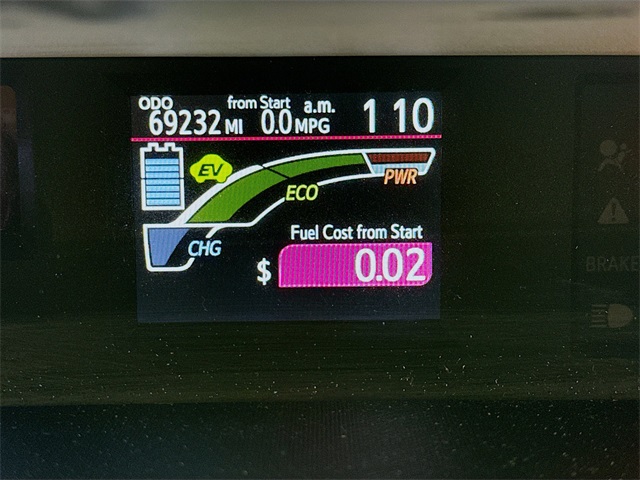 ODO from Start a.m.
69232 MI 0.0 MPG 1 10
EV
ECO
PWR
CHG
Fuel Cost from Start
$ 0.02
BRAKE